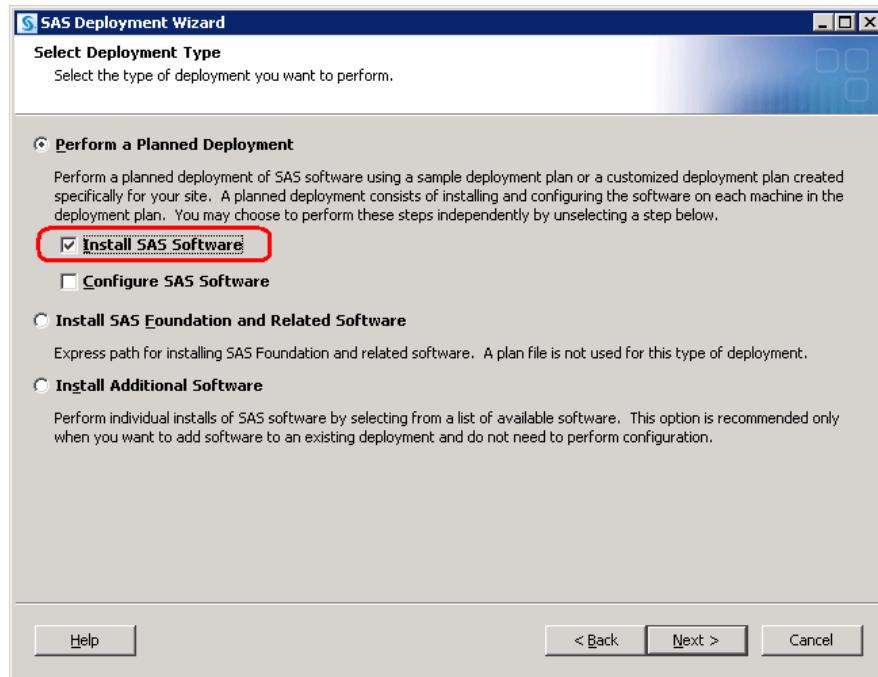 SAS Deployment Wizard
Select Deployment Type
Select the type of deployment you want to perform.
Perform a Planned Deployment
Perform a planned deployment of SAS software using a sample deployment plan or a customized deployment plan created
specifically for your site. A planned deployment consists of installing and configuring the software on each machine in the
deployment plan. You may choose to perform these steps independently by unselecting a step below.
Install SAS Software
Configure SAS Software
Install SAS Foundation and Related Software
Express path for installing SAS Foundation and related software. A plan file is not used for this type of deployment.
Install Additional Software
Perform individual installs of SAS software by selecting from a list of available software. This option is recommended only
when you want to add software to an existing deployment and do not need to perform configuration.
Help
< Back
Next >
Cancel